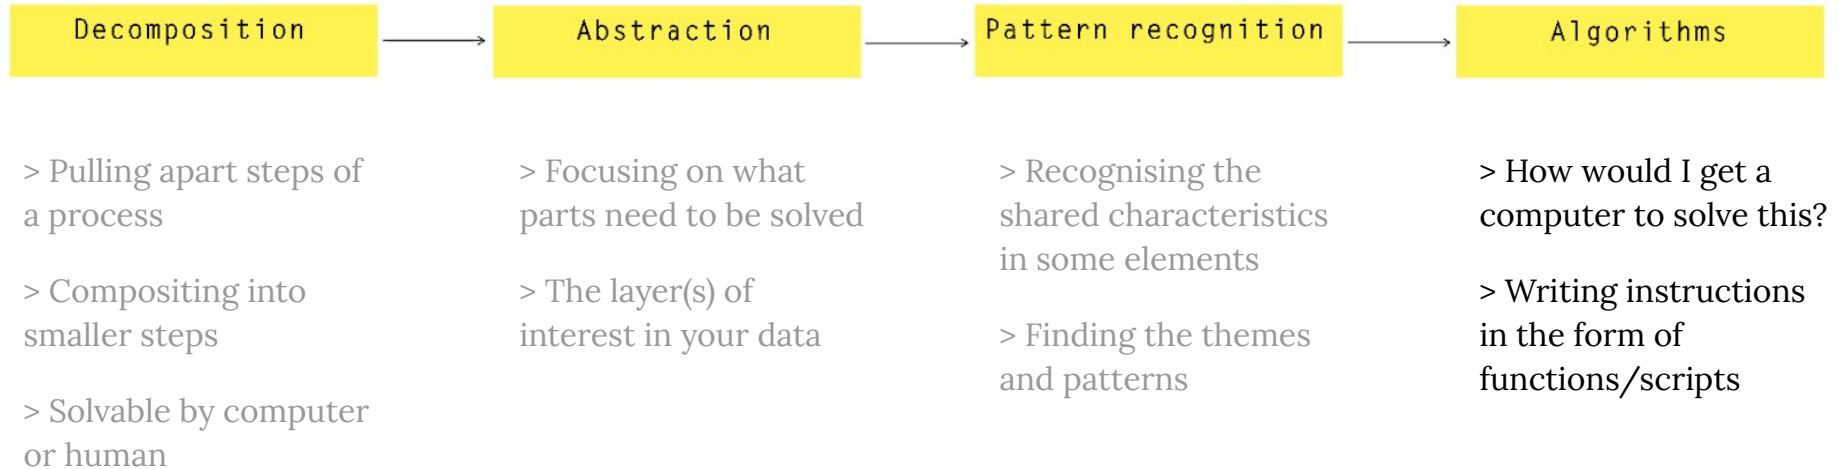 Decomposition
Abstraction
Pattern recognition
Algorithms
> Pulling apart steps of
a process
> Compositing into
smaller steps
> Solvable by computer
or human
> Focusing on what
parts need to be solved
> The layer(s) of
interest in your data
> Recognising the
shared characteristics
in some elements
> Finding the themes
and patterns
> How would I get a
computer to solve this?
> Writing instructions
in the form of
functions/scripts